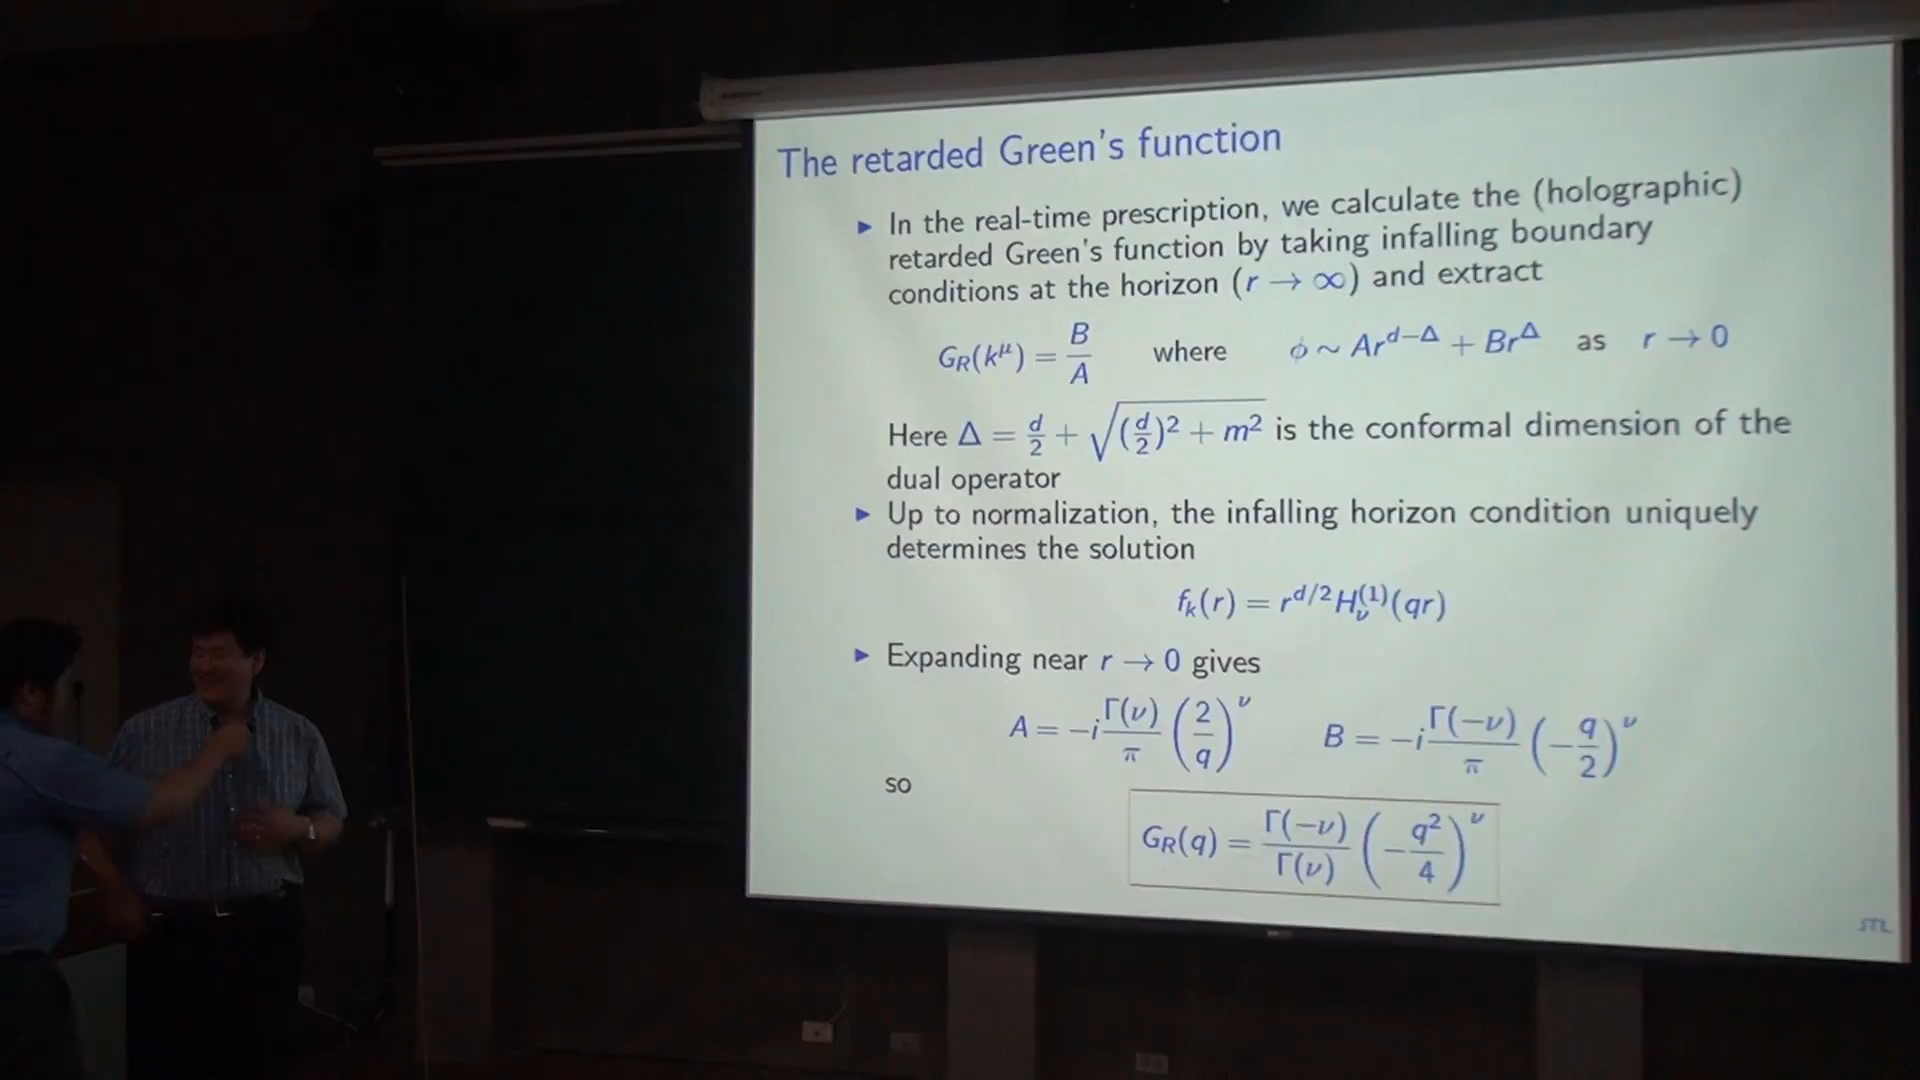 The retarded Green's function
▶ In the real-time prescription, we calculate the (holographic)
retarded Green's function by taking infalling boundary
conditions at the horizon (r → ∞) and extract
G_R(k^μ) = B/A where ϕ ∼ Ar^{d−Δ} + Br^Δ as r → 0
Here Δ = d/2 + √((d/2)² + m²) is the conformal dimension of the
dual operator
▶ Up to normalization, the infalling horizon condition uniquely
determines the solution
f_k(r) = r^{d/2}H_ν^{(1)}(qr)
▶ Expanding near r → 0 gives
A = −i Γ(ν)/π (2/q)^ν B = −i Γ(−ν)/π (−q/2)^ν
so
G_R(q) = Γ(−ν)/Γ(ν) (−q²/4)^ν
JTL